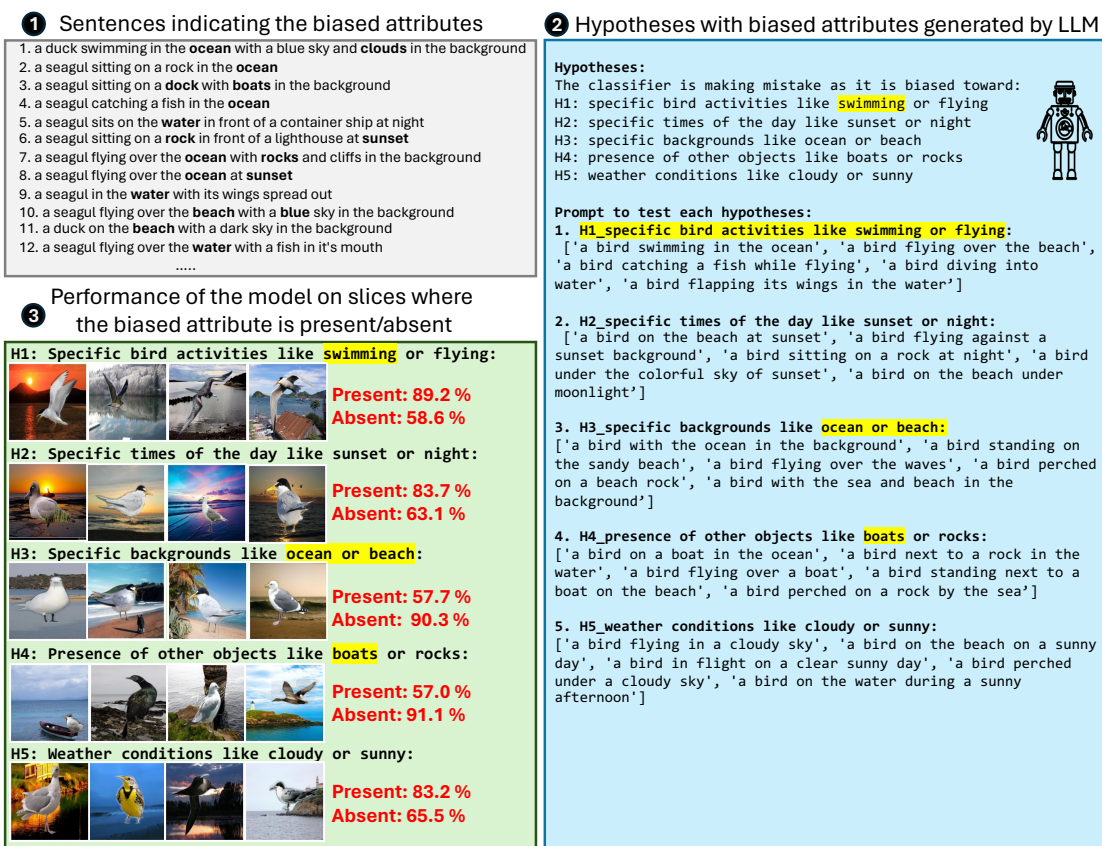 1 Sentences indicating the biased attributes
1. a duck swimming in the ocean with a blue sky and clouds in the background
2. a seagul sitting on a rock in the ocean
3. a seagul sitting on a dock with boats in the background
4. a seagul catching a fish in the ocean
5. a seagul sits on the water in front of a container ship at night
6. a seagul sitting on a rock in front of a lighthouse at sunset
7. a seagul flying over the ocean with rocks and cliffs in the background
8. a seagul flying over the ocean at sunset
9. a seagul in the water with its wings spread out
10. a seagul flying over the beach with a blue sky in the background
11. a duck on the beach with a dark sky in the background
12. a seagul flying over the water with a fish in it's mouth
.....
3 Performance of the model on slices where
the biased attribute is present/absent
H1: Specific bird activities like swimming or flying:
Present: 89.2 %
Absent: 58.6 %
H2: Specific times of the day like sunset or night:
Present: 83.7 %
Absent: 63.1 %
H3: Specific backgrounds like ocean or beach:
Present: 57.7 %
Absent: 90.3 %
H4: Presence of other objects like boats or rocks:
Present: 57.0 %
Absent: 91.1 %
H5: Weather conditions like cloudy or sunny:
Present: 83.2 %
Absent: 65.5 %
2 Hypotheses with biased attributes generated by LLM
Hypotheses:
The classifier is making mistake as it is biased toward:
H1: specific bird activities like swimming or flying
H2: specific times of the day like sunset or night
H3: specific backgrounds like ocean or beach
H4: presence of other objects like boats or rocks
H5: weather conditions like cloudy or sunny
Prompt to test each hypotheses:
1. H1_specific bird activities like swimming or flying:
['a bird swimming in the ocean', 'a bird flying over the beach',
'a bird catching a fish while flying', 'a bird diving into
water', 'a bird flapping its wings in the water’]
2. H2_specific times of the day like sunset or night:
['a bird on the beach at sunset', 'a bird flying against a
sunset background', 'a bird sitting on a rock at night', 'a bird
under the colorful sky of sunset', 'a bird on the beach under
moonlight’]
3. H3_specific backgrounds like ocean or beach:
['a bird with the ocean in the background', 'a bird standing on
the sandy beach', 'a bird flying over the waves', 'a bird perched
on a beach rock', 'a bird with the sea and beach in the
background’]
4. H4_presence of other objects like boats or rocks:
['a bird on a boat in the ocean', 'a bird next to a rock in the
water', 'a bird flying over a boat', 'a bird standing next to a
boat on the beach', 'a bird perched on a rock by the sea’]
5. H5_weather conditions like cloudy or sunny:
['a bird flying in a cloudy sky', 'a bird on the beach on a sunny
day', 'a bird in flight on a clear sunny day', 'a bird perched
under a cloudy sky', 'a bird on the water during a sunny
afternoon']